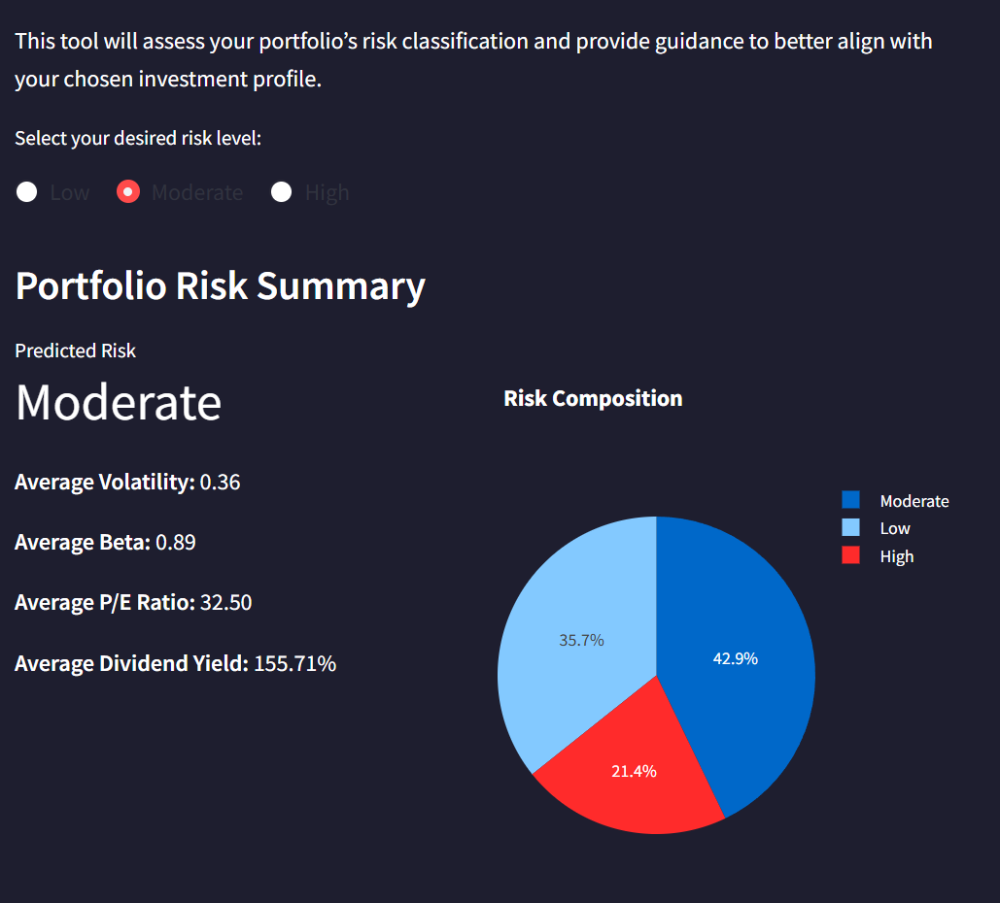 This tool will assess your portfolio’s risk classification and provide guidance to better align with
your chosen investment profile.
Select your desired risk level:
Low Moderate High
Portfolio Risk Summary
Predicted Risk
Moderate
Average Volatility: 0.36
Average Beta: 0.89
Average P/E Ratio: 32.50
Average Dividend Yield: 155.71%
Risk Composition
Moderate
Low
High
35.7%
42.9%
21.4%